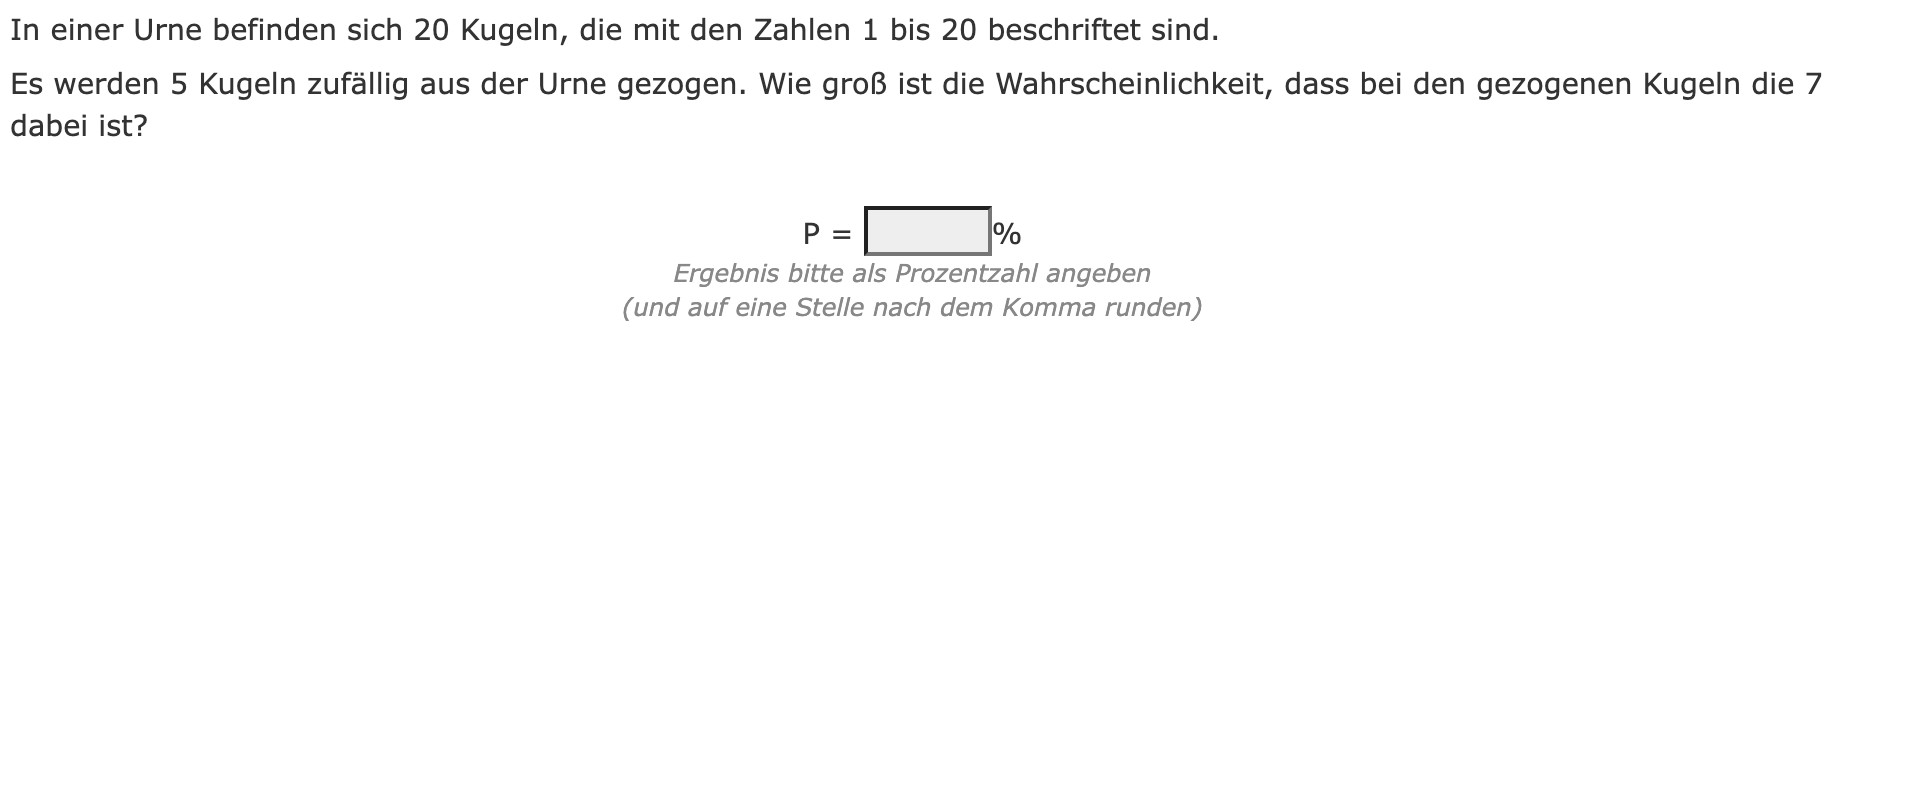 In einer Urne befinden sich 20 Kugeln, die mit den Zahlen 1 bis 20 beschriftet sind.
Es werden 5 Kugeln zufällig aus der Urne gezogen. Wie groß ist die Wahrscheinlichkeit, dass bei den gezogenen Kugeln die 7
dabei ist?
P = %
Ergebnis bitte als Prozentzahl angeben
(und auf eine Stelle nach dem Komma runden)